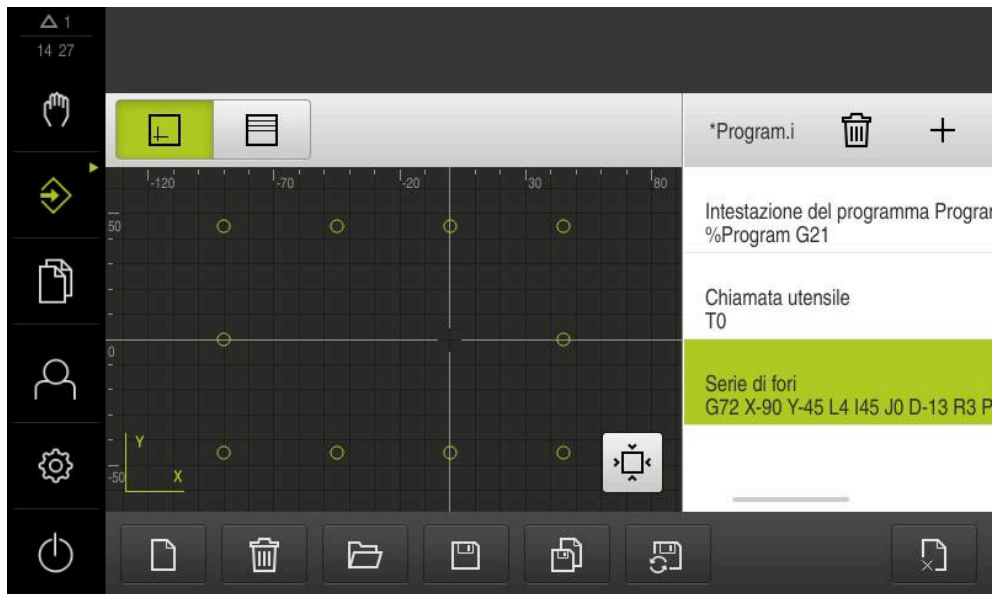 1
14 27
*Program.i
-120
-70
-20
30
80
50
0
-50
Y
X
Intestazione del programma Prograr
%Program G21
Chiamata utensile
T0
Serie di fori
G72 X-90 Y-45 L4 I45 J0 D-13 R3 P